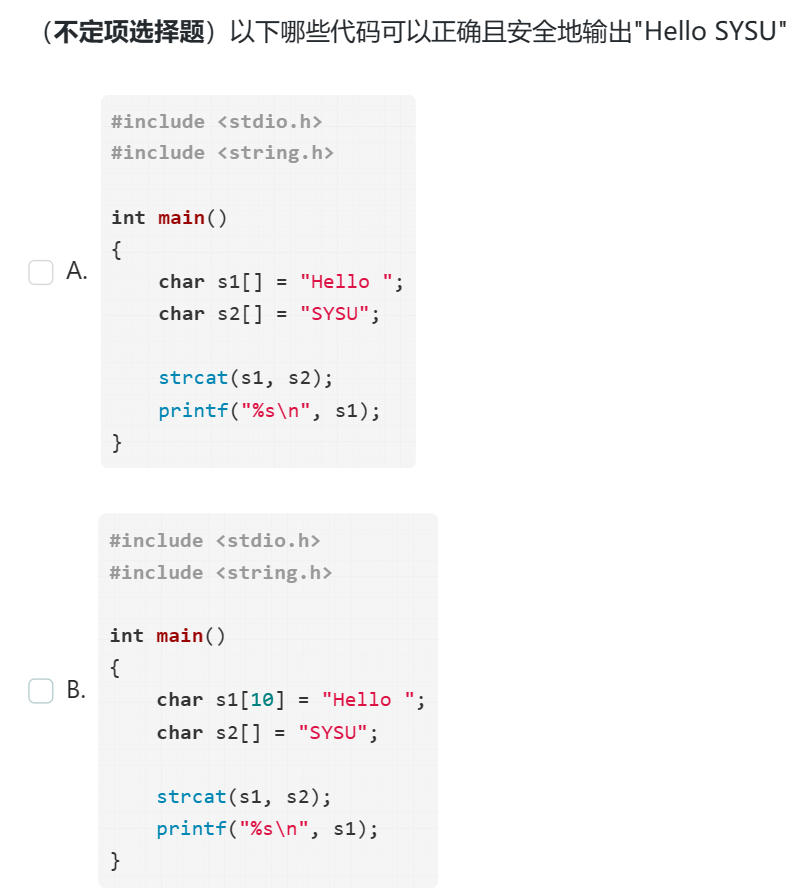 （不定项选择题）以下哪些代码可以正确且安全地输出"Hello SYSU"
A.
#include <stdio.h>
#include <string.h>
int main()
{
    char s1[] = "Hello ";
    char s2[] = "SYSU";
    strcat(s1, s2);
    printf("%s\n", s1);
}
B.
#include <stdio.h>
#include <string.h>
int main()
{
    char s1[10] = "Hello ";
    char s2[] = "SYSU";
    strcat(s1, s2);
    printf("%s\n", s1);
}